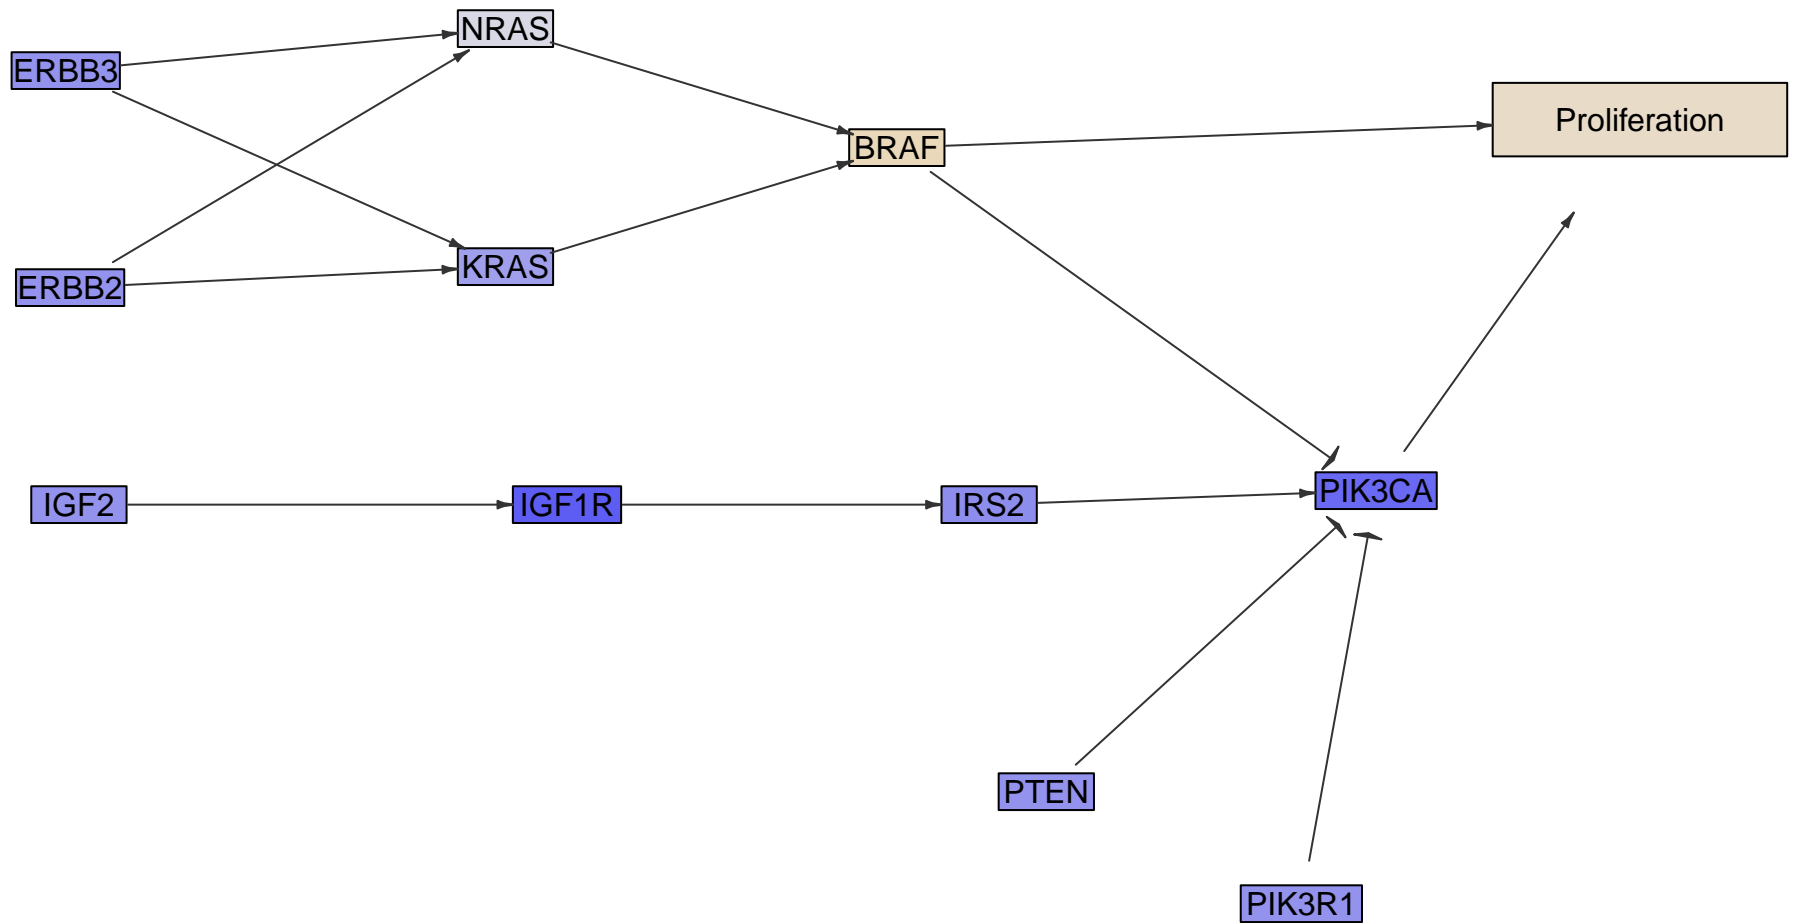 NRAS
ERBB3
Proliferation
BRAF
KRAS
ERBB2
PIK3CA
IGF2
IGF1R
IRS2
PTEN
PIK3R1